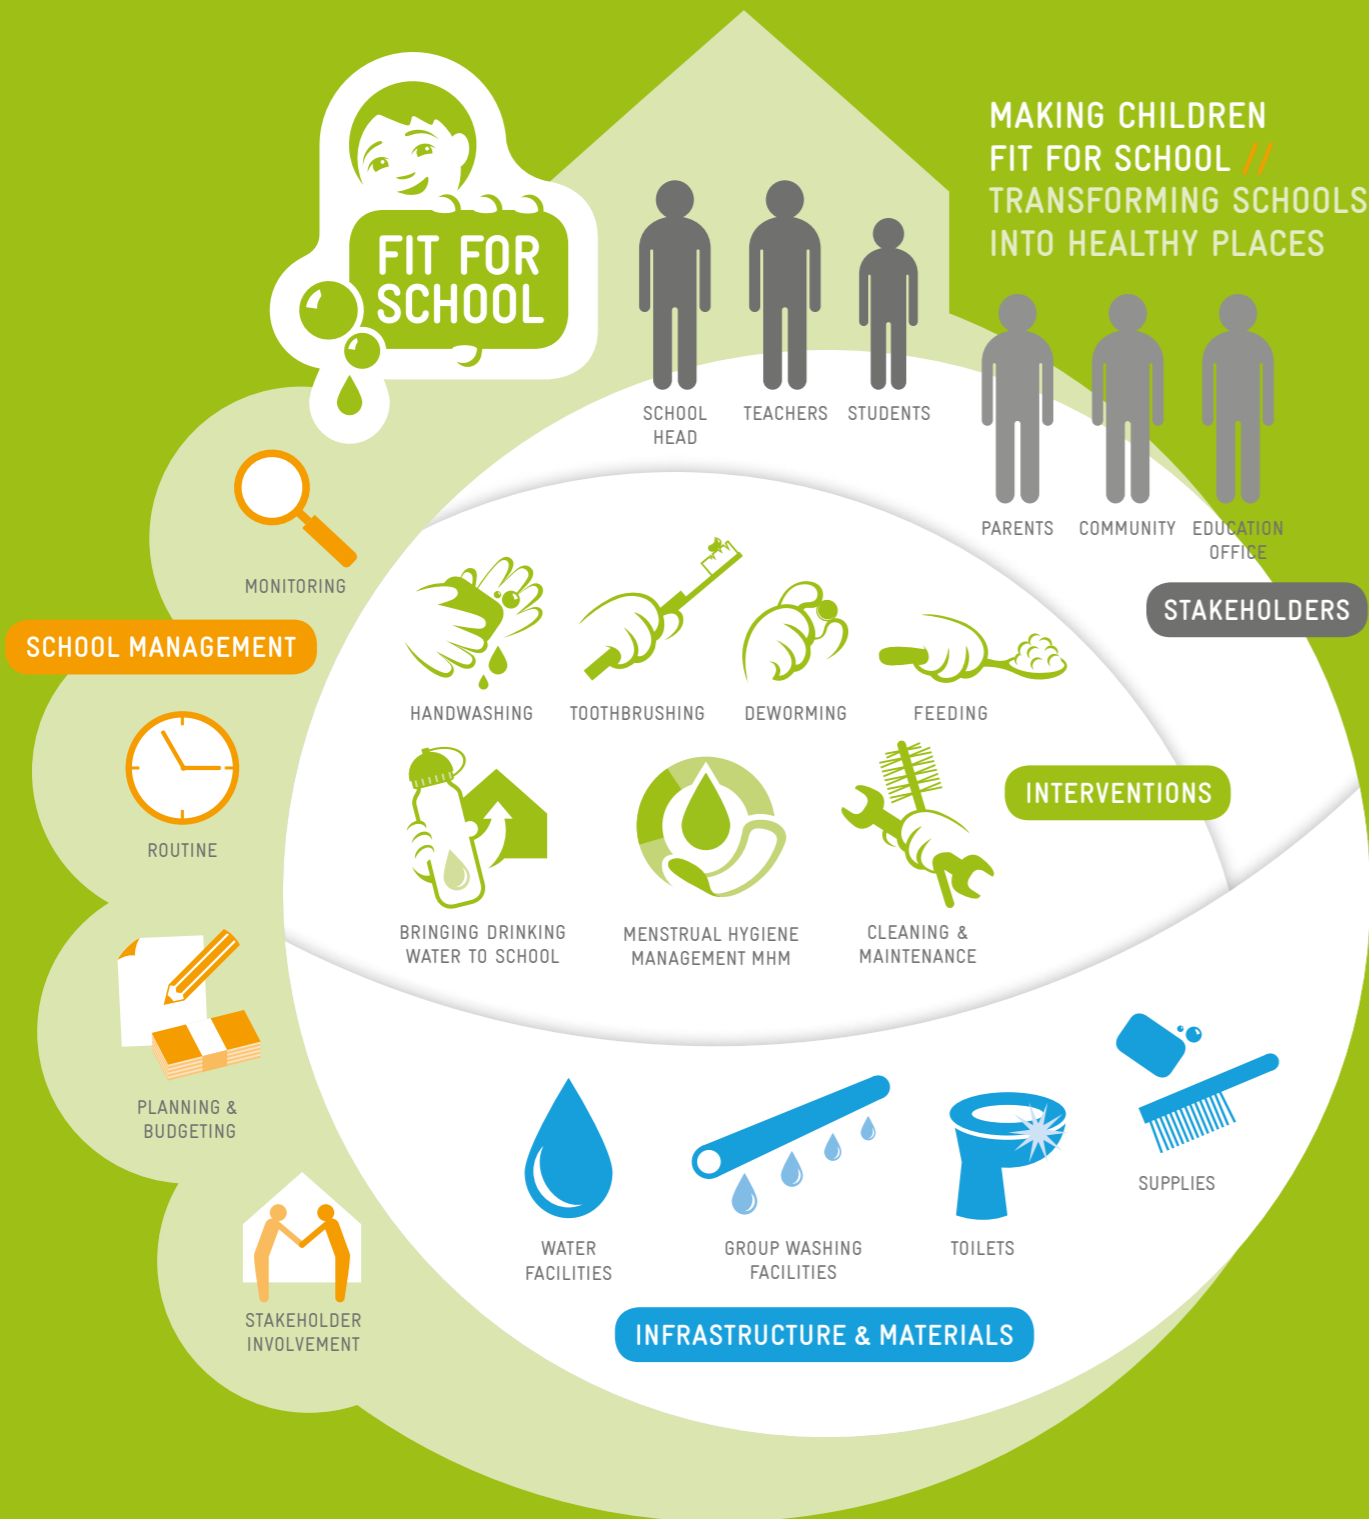 FIT FOR
SCHOOL
MAKING CHILDREN
FIT FOR SCHOOL //
TRANSFORMING SCHOOLS
INTO HEALTHY PLACES
SCHOOL
HEAD
TEACHERS
STUDENTS
PARENTS
COMMUNITY
EDUCATION
OFFICE
STAKEHOLDERS
MONITORING
SCHOOL MANAGEMENT
ROUTINE
PLANNING &
BUDGETING
STAKEHOLDER
INVOLVEMENT
HANDWASHING
TOOTHBRUSHING
DEWORMING
FEEDING
INTERVENTIONS
BRINGING DRINKING
WATER TO SCHOOL
MENSTRUAL HYGIENE
MANAGEMENT MHM
CLEANING &
MAINTENANCE
WATER
FACILITIES
GROUP WASHING
FACILITIES
TOILETS
SUPPLIES
INFRASTRUCTURE & MATERIALS